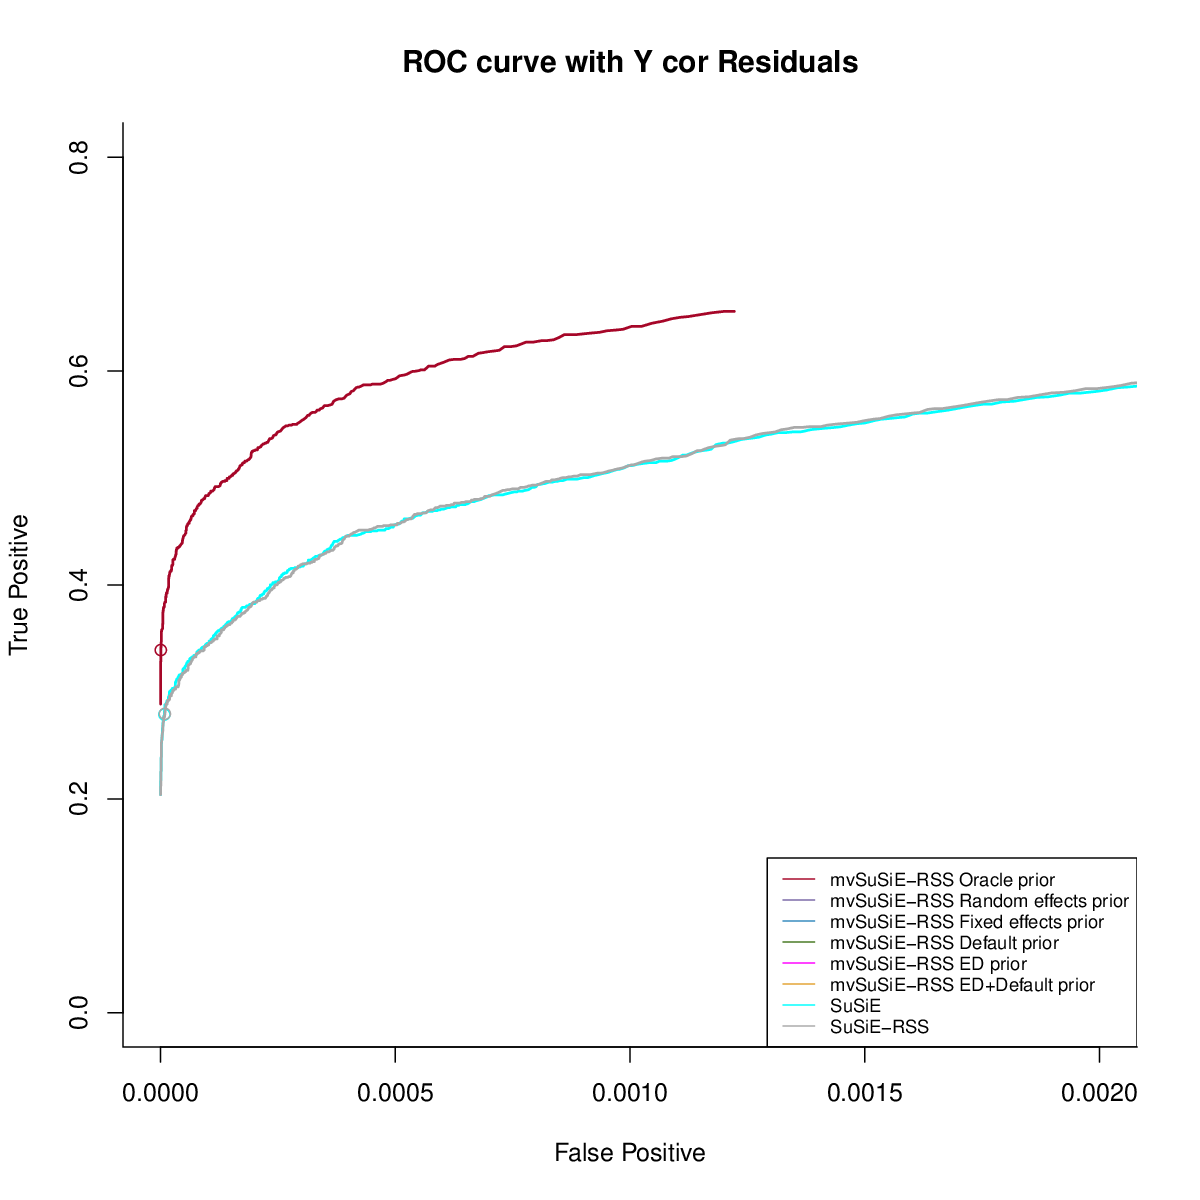 ROC curve with Y cor Residuals
True Positive
0.8
0.6
0.4
0.2
0.0
mvSuSiE−RSS Oracle prior
mvSuSiE−RSS Random effects prior
mvSuSiE−RSS Fixed effects prior
mvSuSiE−RSS Default prior
mvSuSiE−RSS ED prior
mvSuSiE−RSS ED+Default prior
SuSiE
SuSiE−RSS
0.0000 0.0005 0.0010 0.0015 0.0020
False Positive